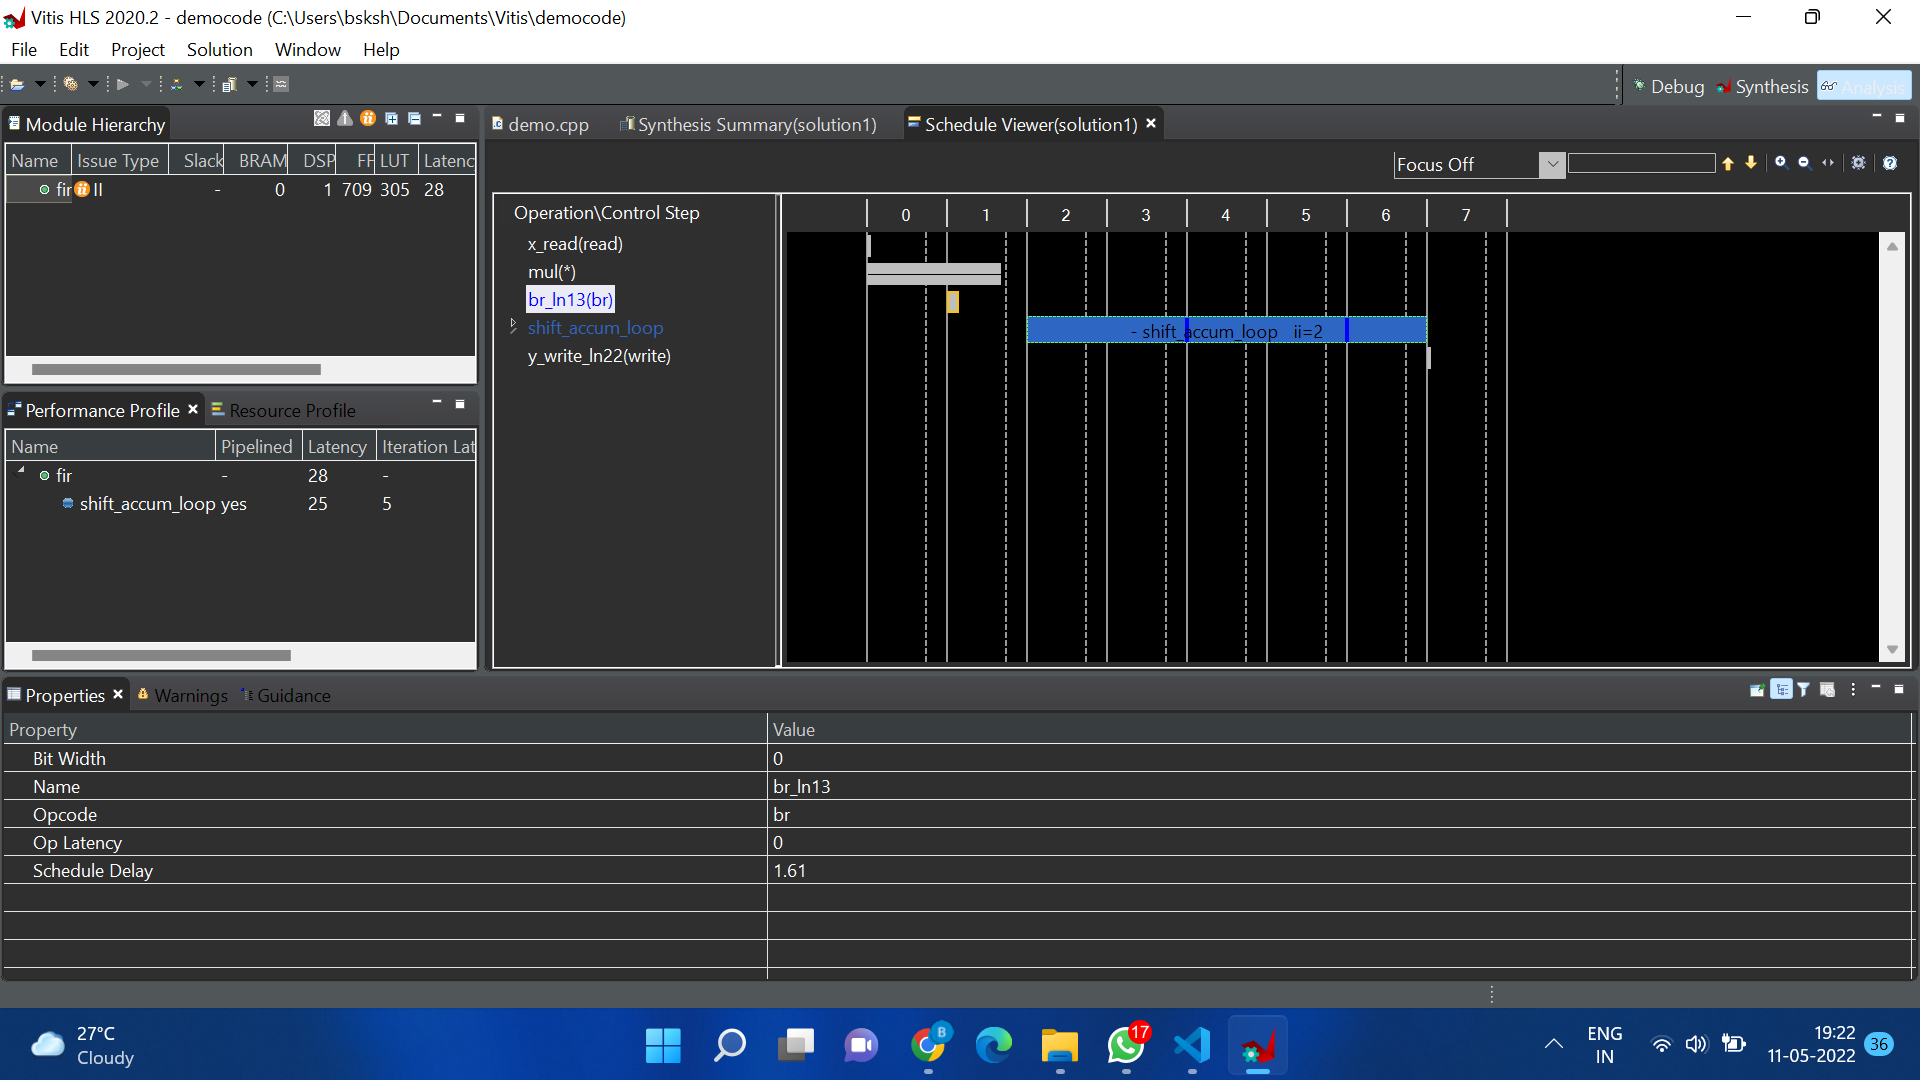 Vitis HLS 2020.2 - democode (C:\Users\bsksh\Documents\Vitis\democode)
File Edit Project Solution Window Help
Debug Synthesis Analysis
Module Hierarchy
Name Issue Type Slack BRAM DSP FF LUT Latenc
fir II - 0 1 709 305 28
Performance Profile Resource Profile
Name Pipelined Latency Iteration Lat
fir - 28 -
shift_accum_loop yes 25 5
demo.cpp Synthesis Summary(solution1) Schedule Viewer(solution1)
Focus Off
Operation\Control Step 0 1 2 3 4 5 6 7
x_read(read)
mul(*)
br_ln13(br)
shift_accum_loop - shift_accum_loop ii=2
y_write_ln22(write)
Properties Warnings Guidance
Property Value
Bit Width 0
Name br_ln13
Opcode br
Op Latency 0
Schedule Delay 1.61
27°C
Cloudy
B
17
ENG
IN
19:22
11-05-2022
36